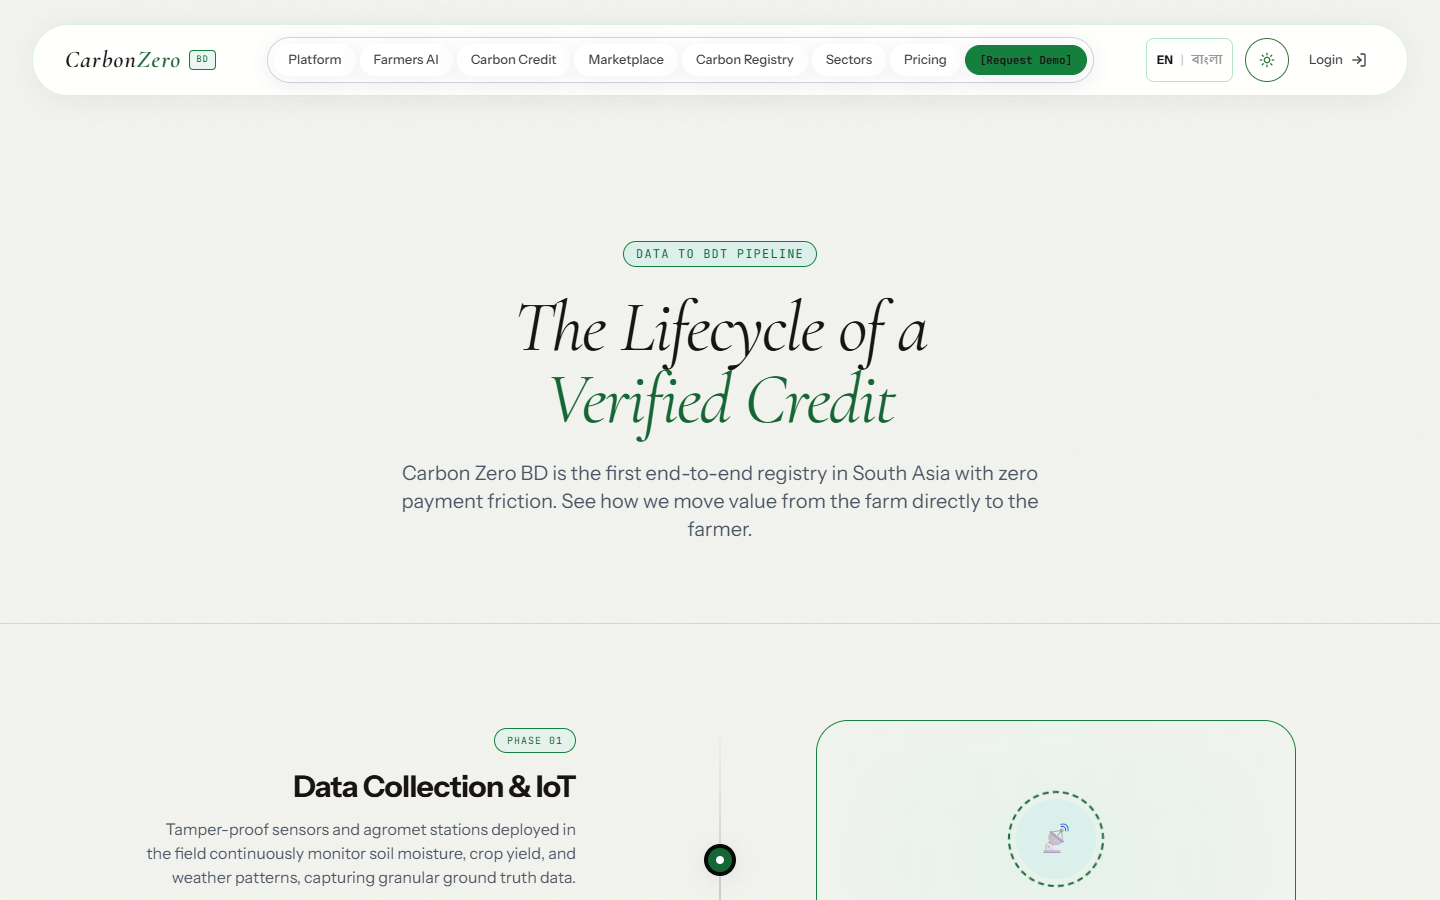 CarbonZero BD
Platform
Farmers AI
Carbon Credit
Marketplace
Carbon Registry
Sectors
Pricing
[Request Demo]
EN | বাংলা
Login
DATA TO BDT PIPELINE
The Lifecycle of a
Verified Credit
Carbon Zero BD is the first end-to-end registry in South Asia with zero
payment friction. See how we move value from the farm directly to the
farmer.
PHASE 01
Data Collection & IoT
Tamper-proof sensors and agromet stations deployed in
the field continuously monitor soil moisture, crop yield, and
weather patterns, capturing granular ground truth data.